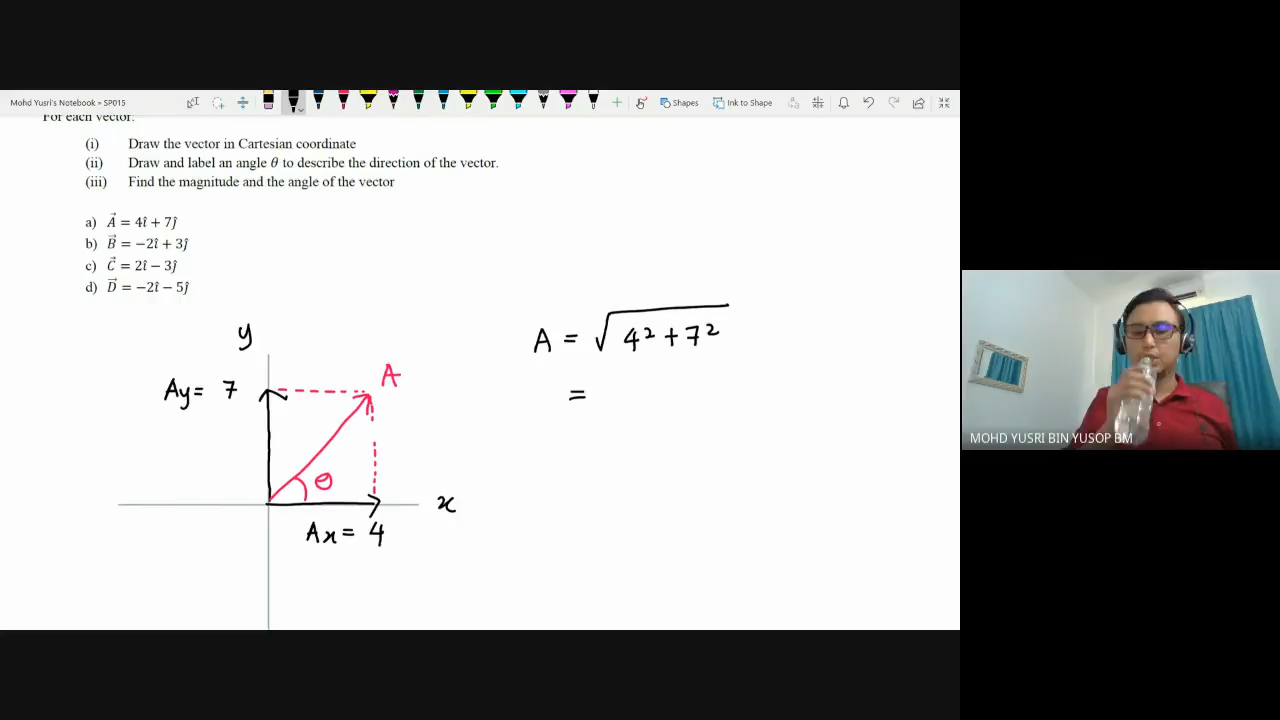 Mohd Yusri's Notebook » SP015
Shapes
Ink to Shape
For each vector:
(i) Draw the vector in Cartesian coordinate
(ii) Draw and label an angle θ to describe the direction of the vector.
(iii) Find the magnitude and the angle of the vector
a) A⃗ = 4î + 7ĵ
b) B⃗ = −2î + 3ĵ
c) C⃗ = 2î − 3ĵ
d) D⃗ = −2î − 5ĵ
y
A = √4² + 7²
=
A
Ay = 7
θ
x
Ax = 4
MOHD YUSRI BIN YUSOP BM